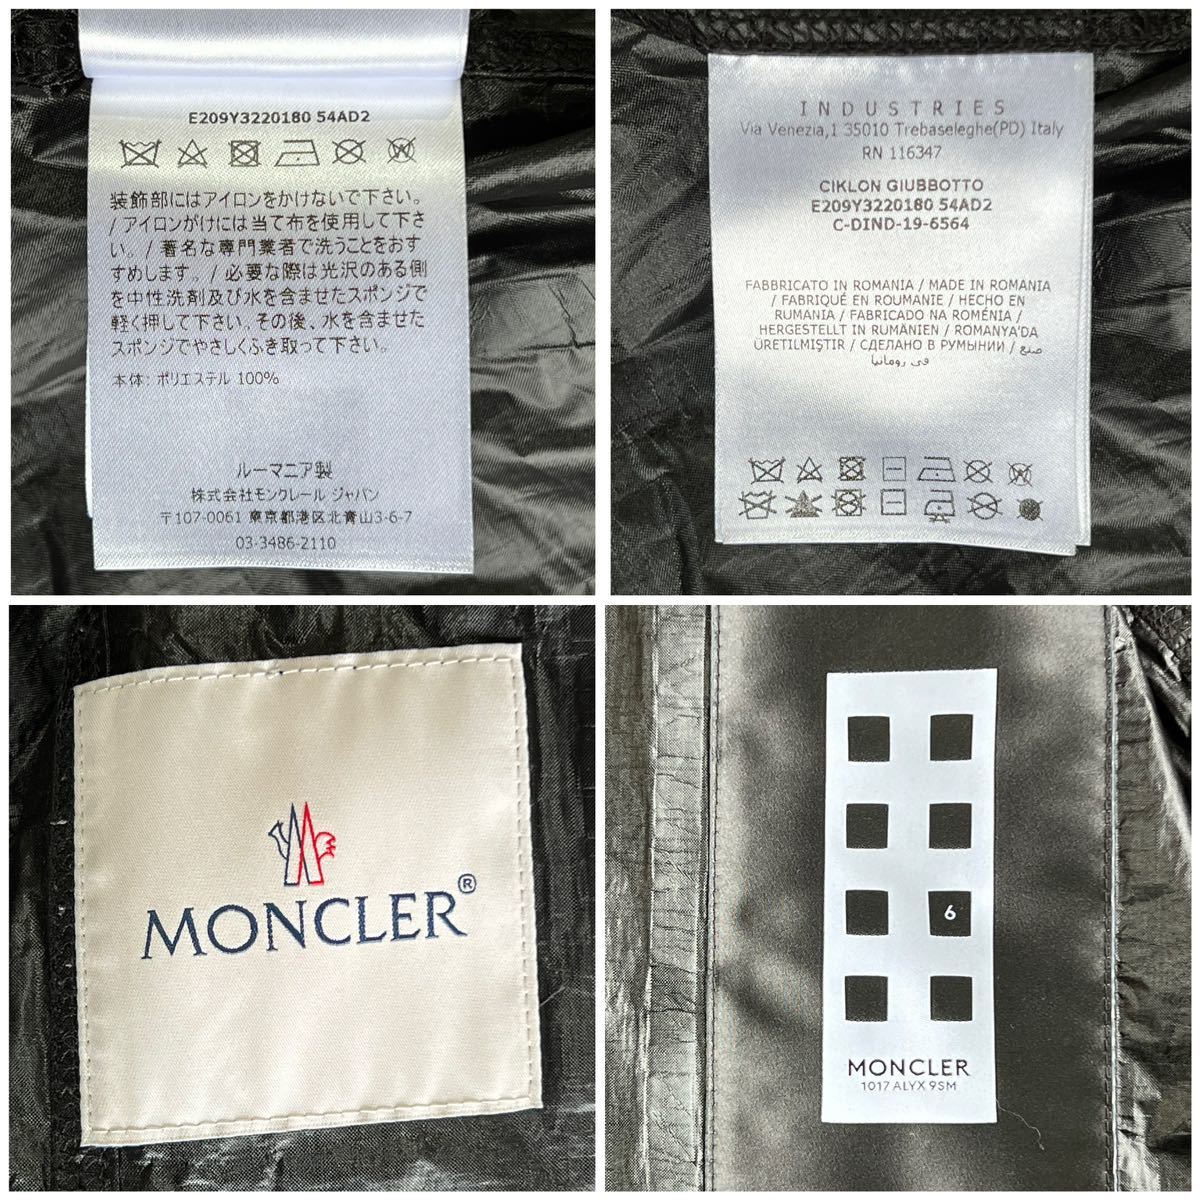 E209Y3220180 54AD2
装飾部にはアイロンをかけないで下さい。
/ アイロンがけには当て布を使用して下さ
い。/ 著名な専門業者で洗うことをおす
すめします。/ 必要な際は光沢のある側
を中性洗剤及び水を含ませたスポンジで
軽く押して下さい。その後、水を含ませた
スポンジでやさしくふき取って下さい。
本体: ポリエステル 100%
ルーマニア製
株式会社モンクレール ジャパン
〒107-0061 東京都港区北青山3-6-7
03-3486-2110
INDUSTRIES
Via Venezia,1 35010 Trebaseleghe(PD) Italy
RN 116347
CIKLON GIUBBOTTO
E209Y3220180 54AD2
C-DIND-19-6564
FABBRICATO IN ROMANIA / MADE IN ROMANIA
/ FABRIQUÉ EN ROUMANIE / HECHO EN
RUMANIA / FABRICADO NA ROMÉNIA /
HERGESTELLT IN RUMÄNIEN / ROMANYA'DA
ÜRETILMIŞTIR / СДЕЛАНО В РУМЫНИИ / صنع
في رومانيا
MONCLER®
6
MONCLER
1017 ALYX 9SM